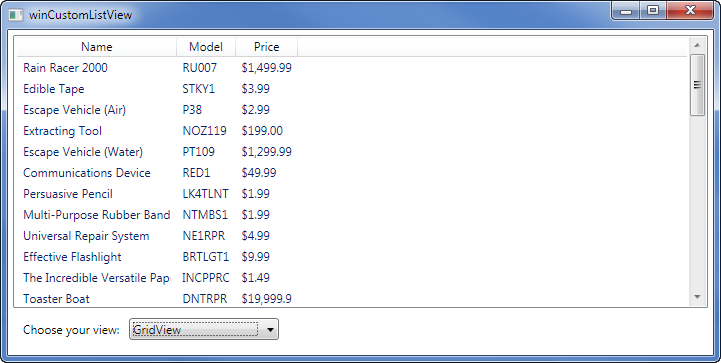 winCustomListView
Name Model Price
Rain Racer 2000 RU007 $1,499.99
Edible Tape STKY1 $3.99
Escape Vehicle (Air) P38 $2.99
Extracting Tool NOZ119 $199.00
Escape Vehicle (Water) PT109 $1,299.99
Communications Device RED1 $49.99
Persuasive Pencil LK4TLNT $1.99
Multi-Purpose Rubber Band NTMBS1 $1.99
Universal Repair System NE1RPR $4.99
Effective Flashlight BRTLGT1 $9.99
The Incredible Versatile Pap INCPPRC $1.49
Toaster Boat DNTRPR $19,999.9
Choose your view: GridView